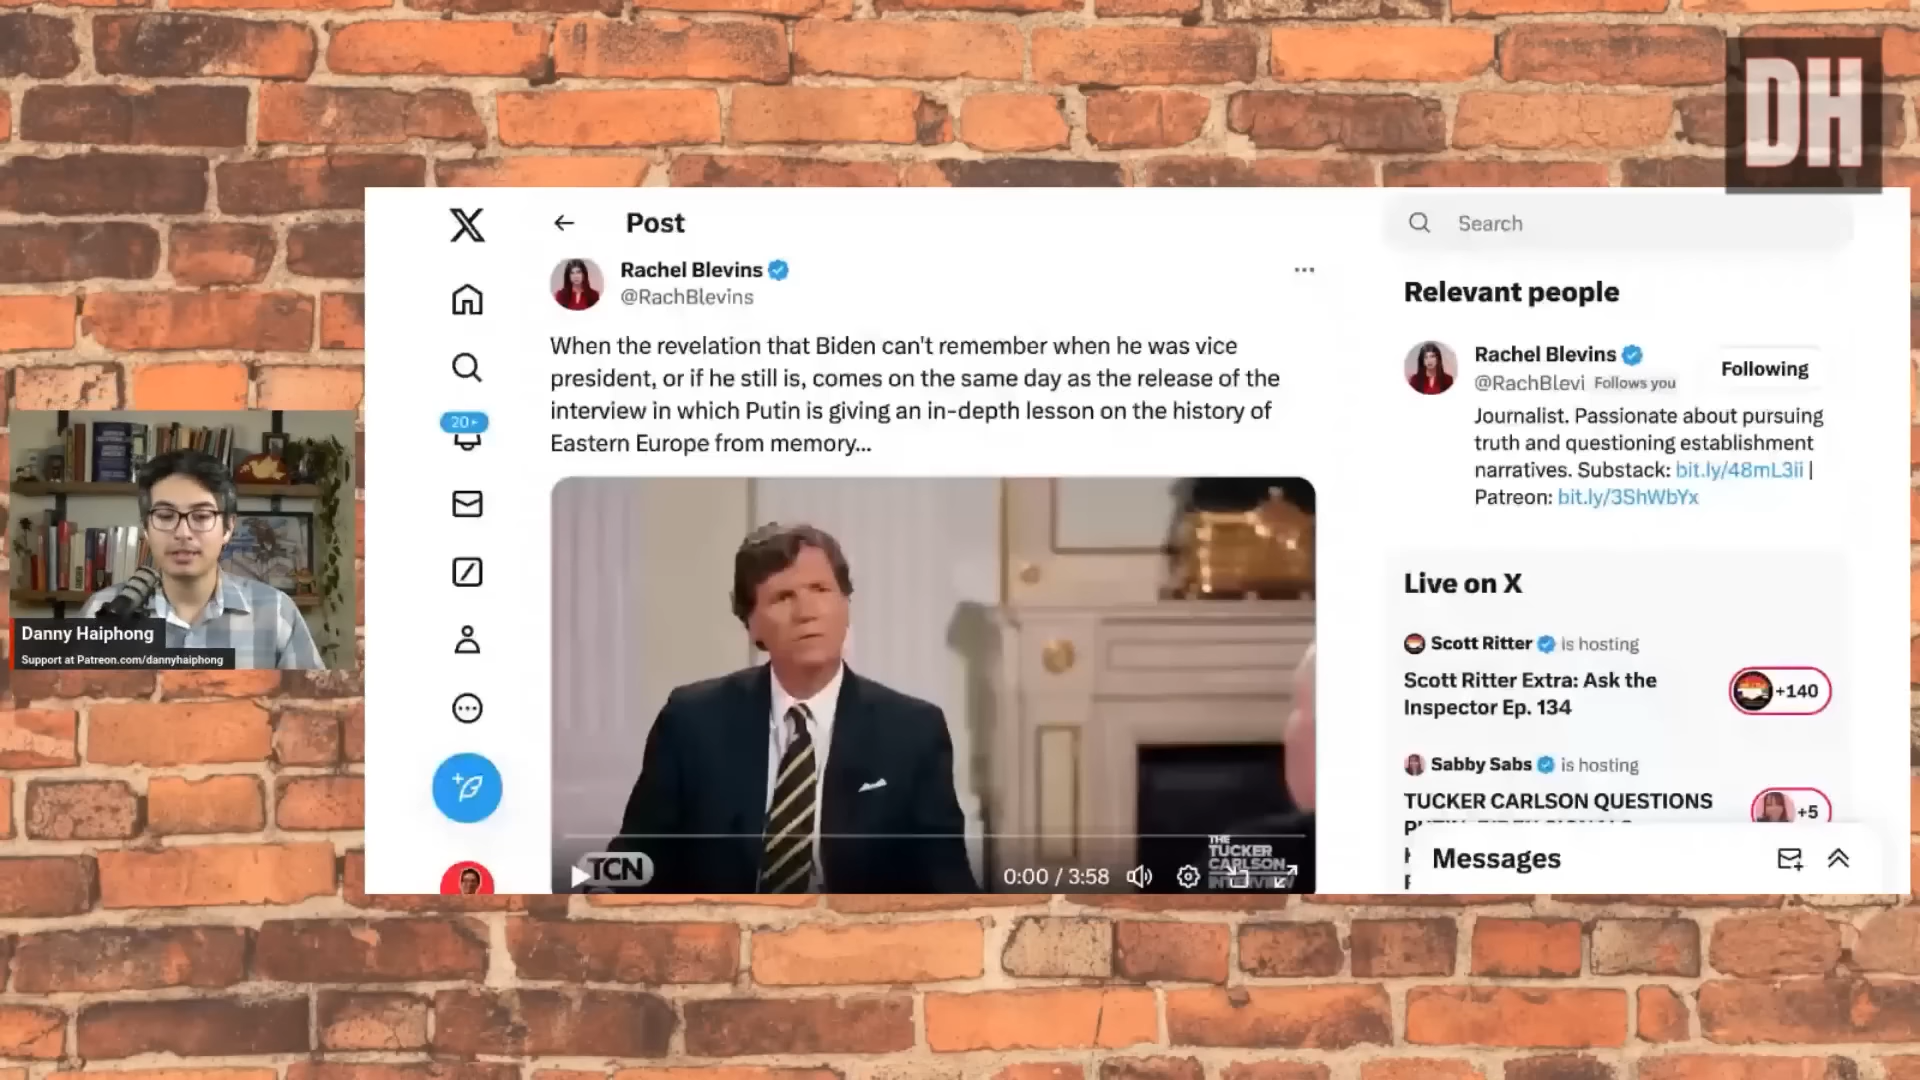 DH
Post
Search
Rachel Blevins
@RachBlevins
When the revelation that Biden can't remember when he was vice
president, or if he still is, comes on the same day as the release of the
interview in which Putin is giving an in-depth lesson on the history of
Eastern Europe from memory...
20+
TCN
0:00 / 3:58
THE
TUCKER
CARLSON
INTERVIEW
Relevant people
Rachel Blevins
@RachBlevi Follows you
Following
Journalist. Passionate about pursuing
truth and questioning establishment
narratives. Substack: bit.ly/48mL3ii |
Patreon: bit.ly/3ShWbYx
Live on X
Scott Ritter is hosting
Scott Ritter Extra: Ask the
Inspector Ep. 134
+140
Sabby Sabs is hosting
TUCKER CARLSON QUESTIONS
+5
Messages
Danny Haiphong
Support at Patreon.com/dannyhaiphong